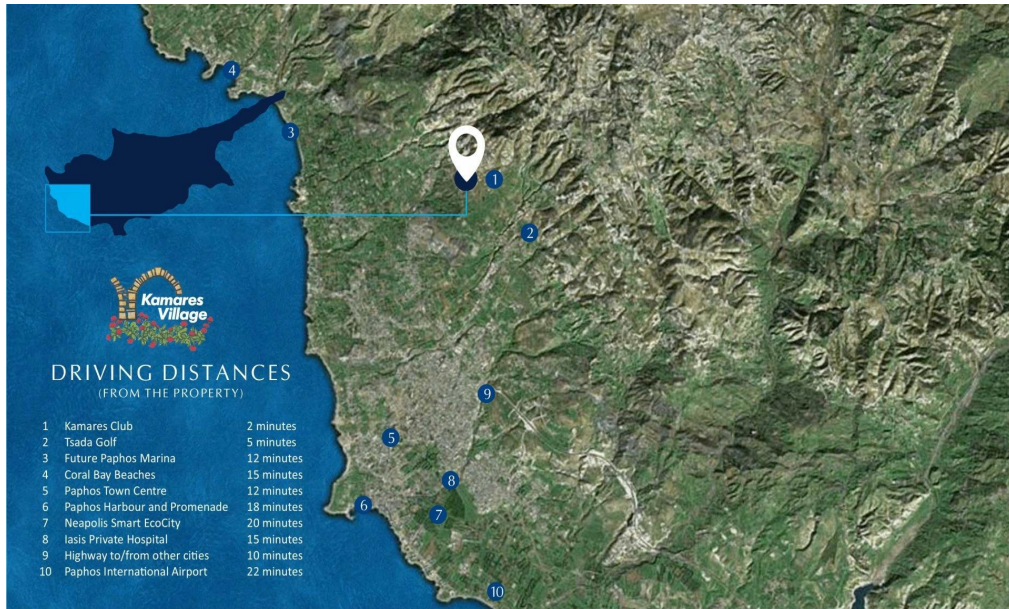 4
3
1
2
Kamares
Village
DRIVING DISTANCES
(FROM THE PROPERTY)
9
5
8
6
7
10
1 Kamares Club 2 minutes
2 Tsada Golf 5 minutes
3 Future Paphos Marina 12 minutes
4 Coral Bay Beaches 15 minutes
5 Paphos Town Centre 12 minutes
6 Paphos Harbour and Promenade 18 minutes
7 Neapolis Smart EcoCity 20 minutes
8 Iasis Private Hospital 15 minutes
9 Highway to/from other cities 10 minutes
10 Paphos International Airport 22 minutes